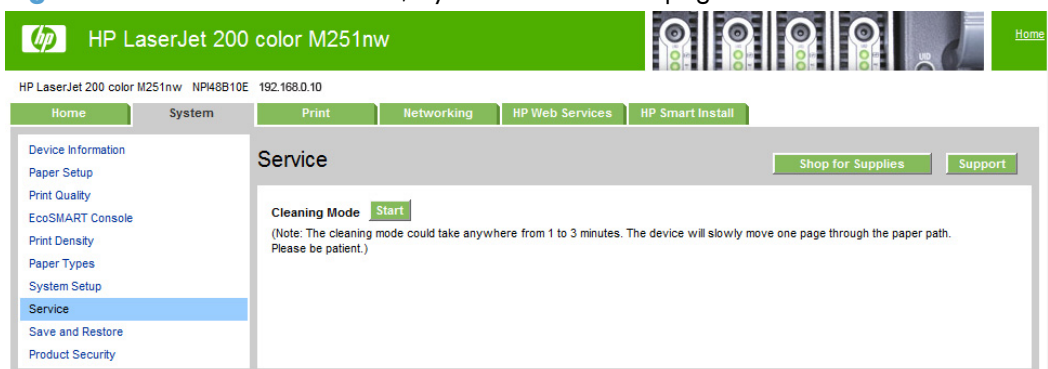 hp HP LaserJet 200 color M251nw
Home
HP LaserJet 200 color M251nw NPI48B10E 192.168.0.10
Home System Print Networking HP Web Services HP Smart Install
Device Information
Paper Setup
Print Quality
EcoSMART Console
Print Density
Paper Types
System Setup
Service
Save and Restore
Product Security
Service
Shop for Supplies Support
Cleaning Mode Start
(Note: The cleaning mode could take anywhere from 1 to 3 minutes. The device will slowly move one page through the paper path.
Please be patient.)